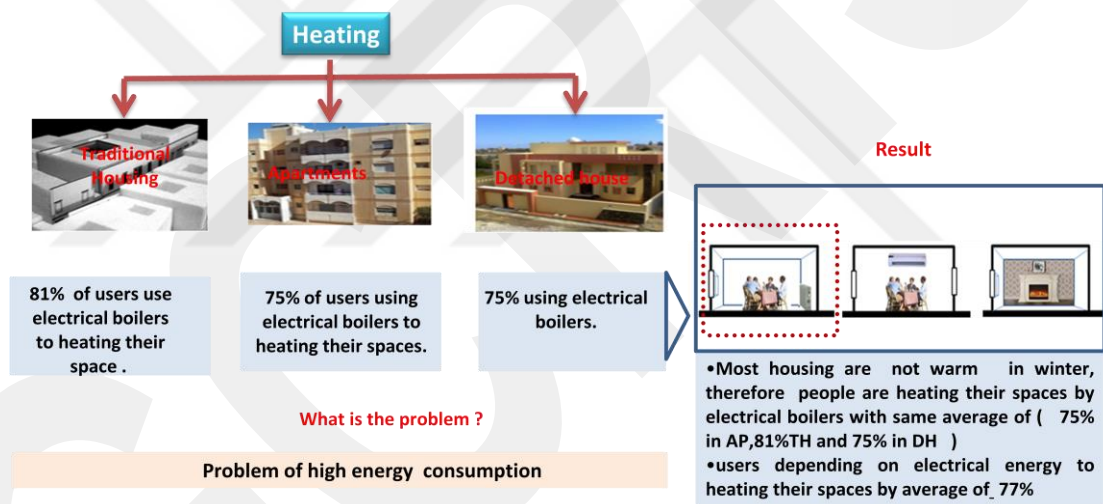 Heating
Traditional
Housing
Apartments
Detached house
81% of users use
electrical boilers
to heating their
space .
75% of users using
electrical boilers to
heating their spaces.
75% using electrical
boilers.
What is the problem ?
Problem of high energy consumption
Result
•Most housing are not warm in winter,
therefore people are heating their spaces by
electrical boilers with same average of ( 75%
in AP,81%TH and 75% in DH )
•users depending on electrical energy to
heating their spaces by average of 77%